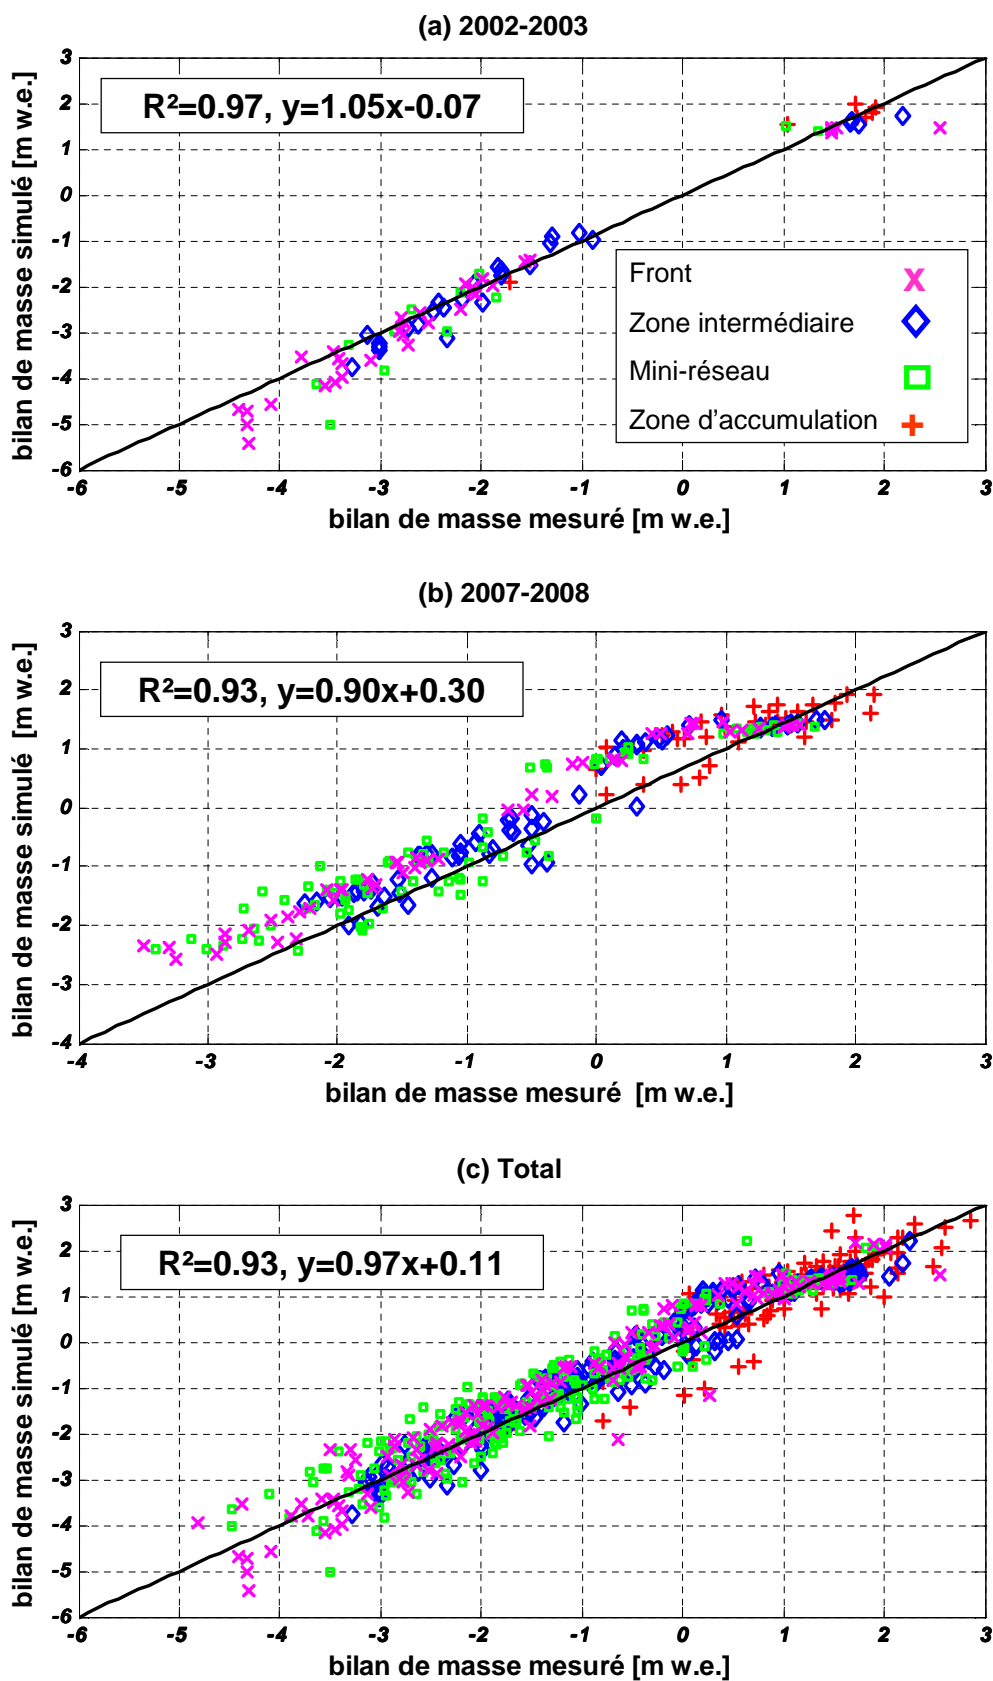 (a) 2002-2003
bilan de masse simulé [m w.e.]
3
2
1
0
-1
-2
-3
-4
-5
-6
R²=0.97, y=1.05x-0.07
Front
Zone intermédiaire
Mini-réseau
Zone d'accumulation
-6 -5 -4 -3 -2 -1 0 1 2 3
bilan de masse mesuré [m w.e.]
(b) 2007-2008
bilan de masse simulé [m w.e.]
3
2
1
0
-1
-2
-3
-4
R²=0.93, y=0.90x+0.30
-4 -3 -2 -1 0 1 2 3
bilan de masse mesuré [m w.e.]
(c) Total
bilan de masse simulé [m w.e.]
3
2
1
0
-1
-2
-3
-4
-5
-6
R²=0.93, y=0.97x+0.11
-6 -5 -4 -3 -2 -1 0 1 2 3
bilan de masse mesuré [m w.e.]